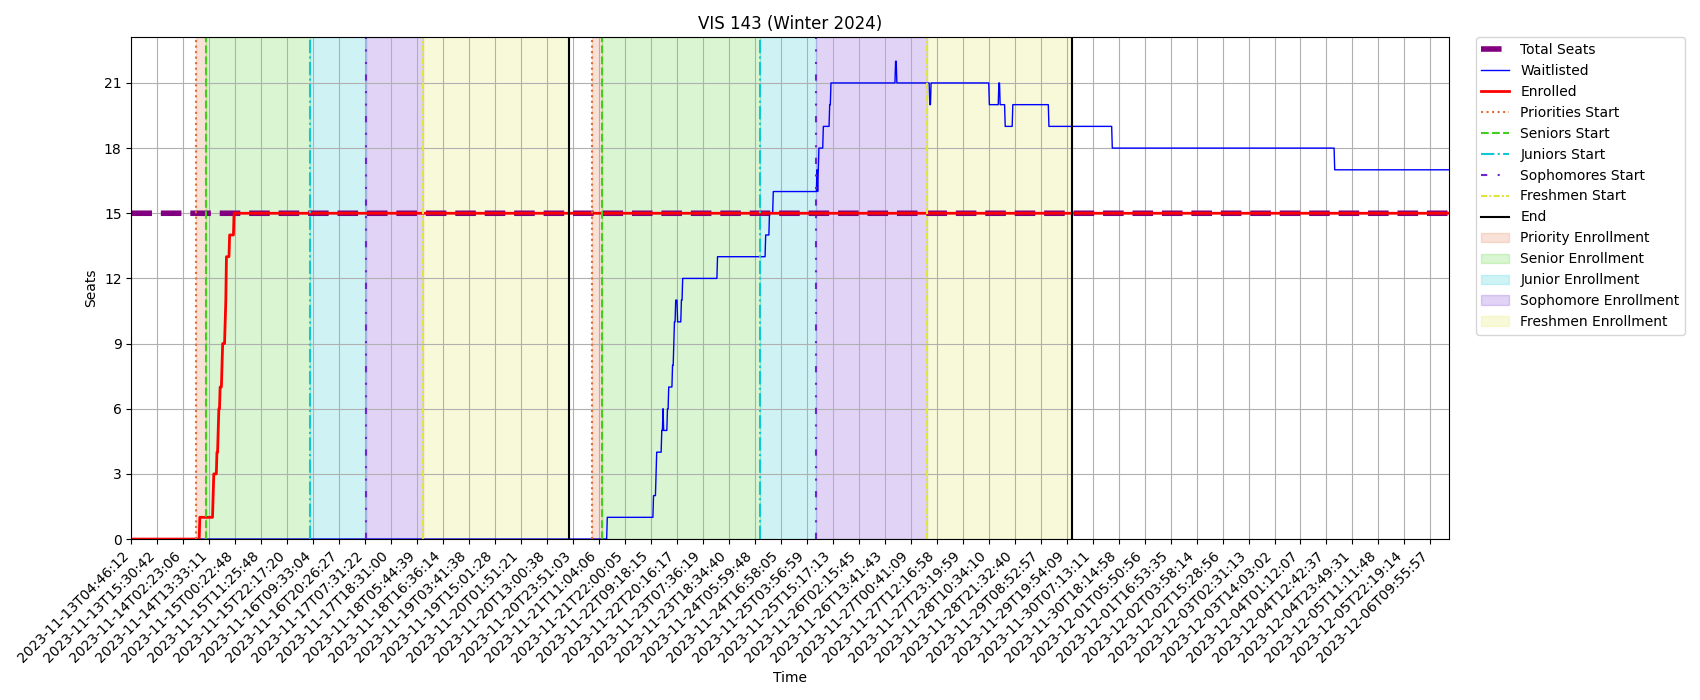 VIS 143 (Winter 2024)
Total Seats
Waitlisted
Enrolled
Priorities Start
Seniors Start
Juniors Start
Sophomores Start
Freshmen Start
End
Priority Enrollment
Senior Enrollment
Junior Enrollment
Sophomore Enrollment
Freshmen Enrollment
Seats
21
18
15
12
9
6
3
0
2023-11-13T04:46:12
2023-11-13T15:30:42
2023-11-14T02:23:06
2023-11-14T13:33:11
2023-11-15T00:22:48
2023-11-15T11:25:48
2023-11-15T22:17:20
2023-11-16T09:33:04
2023-11-16T20:26:27
2023-11-17T07:31:22
2023-11-17T18:31:00
2023-11-18T05:44:39
2023-11-18T16:36:14
2023-11-19T03:41:38
2023-11-19T15:01:28
2023-11-20T01:51:21
2023-11-20T13:00:38
2023-11-20T23:51:03
2023-11-21T11:04:06
2023-11-21T22:00:05
2023-11-22T09:18:15
2023-11-22T20:16:17
2023-11-23T07:36:19
2023-11-23T18:34:40
2023-11-24T05:59:48
2023-11-24T16:58:05
2023-11-25T03:56:59
2023-11-25T15:17:13
2023-11-26T02:15:45
2023-11-26T13:41:43
2023-11-27T00:41:09
2023-11-27T12:16:58
2023-11-27T23:19:59
2023-11-28T10:34:10
2023-11-28T21:32:40
2023-11-29T08:52:57
2023-11-29T19:54:09
2023-11-30T07:13:11
2023-11-30T18:14:58
2023-12-01T05:50:56
2023-12-01T16:53:35
2023-12-02T03:58:14
2023-12-02T15:28:56
2023-12-03T02:31:13
2023-12-03T14:03:02
2023-12-04T01:12:07
2023-12-04T12:42:37
2023-12-04T23:49:31
2023-12-05T11:11:48
2023-12-05T22:19:14
2023-12-06T09:55:57
Time